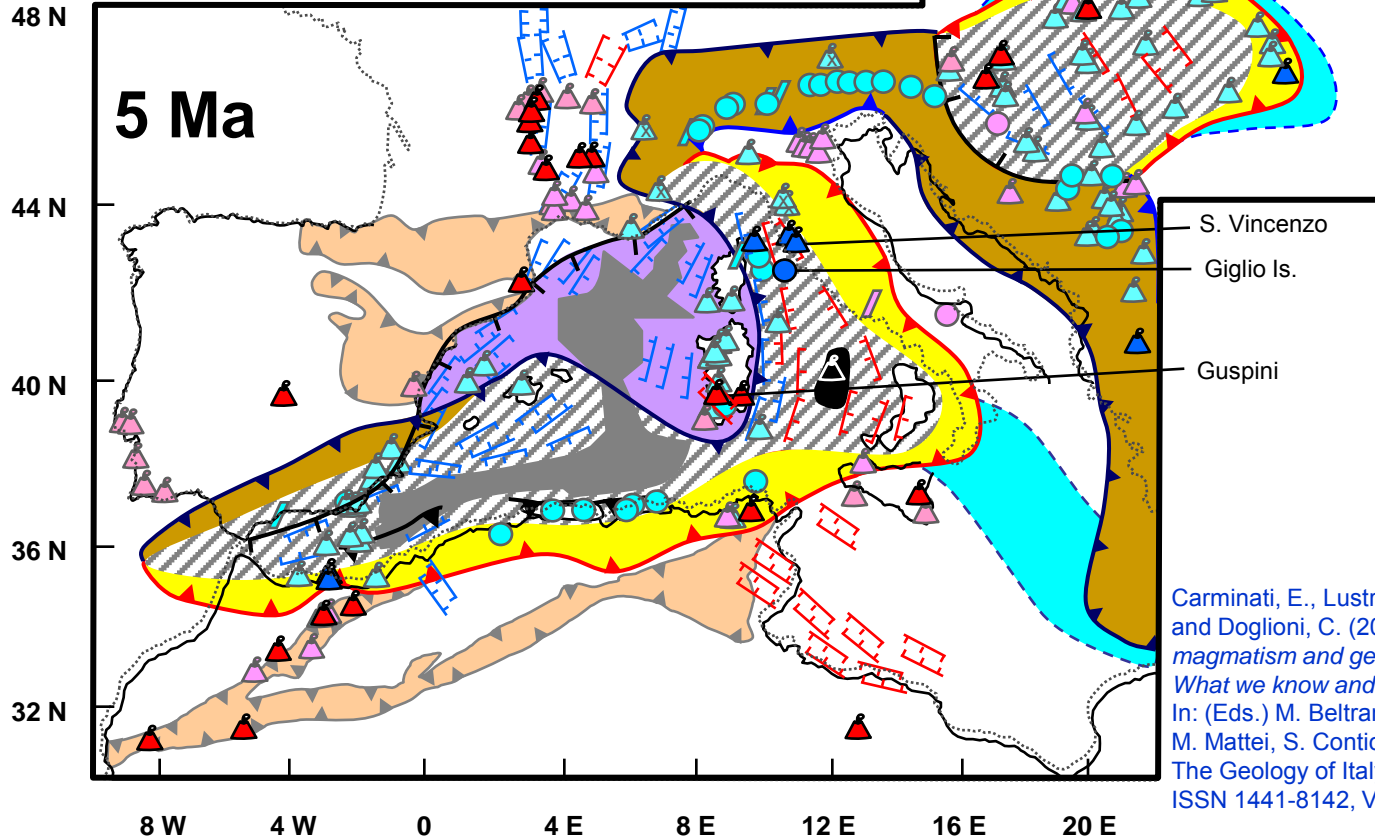 48 N
5 Ma
44 N
40 N
36 N
32 N
8 W
4 W
0
4 E
8 E
12 E
16 E
20 E
S. Vincenzo
Giglio Is.
Guspini
Carminati, E., Lustr
and Doglioni, C. (20
magmatism and ge
What we know and
In: (Eds.) M. Beltran
M. Mattei, S. Contic
The Geology of Ital
ISSN 1441-8142, V